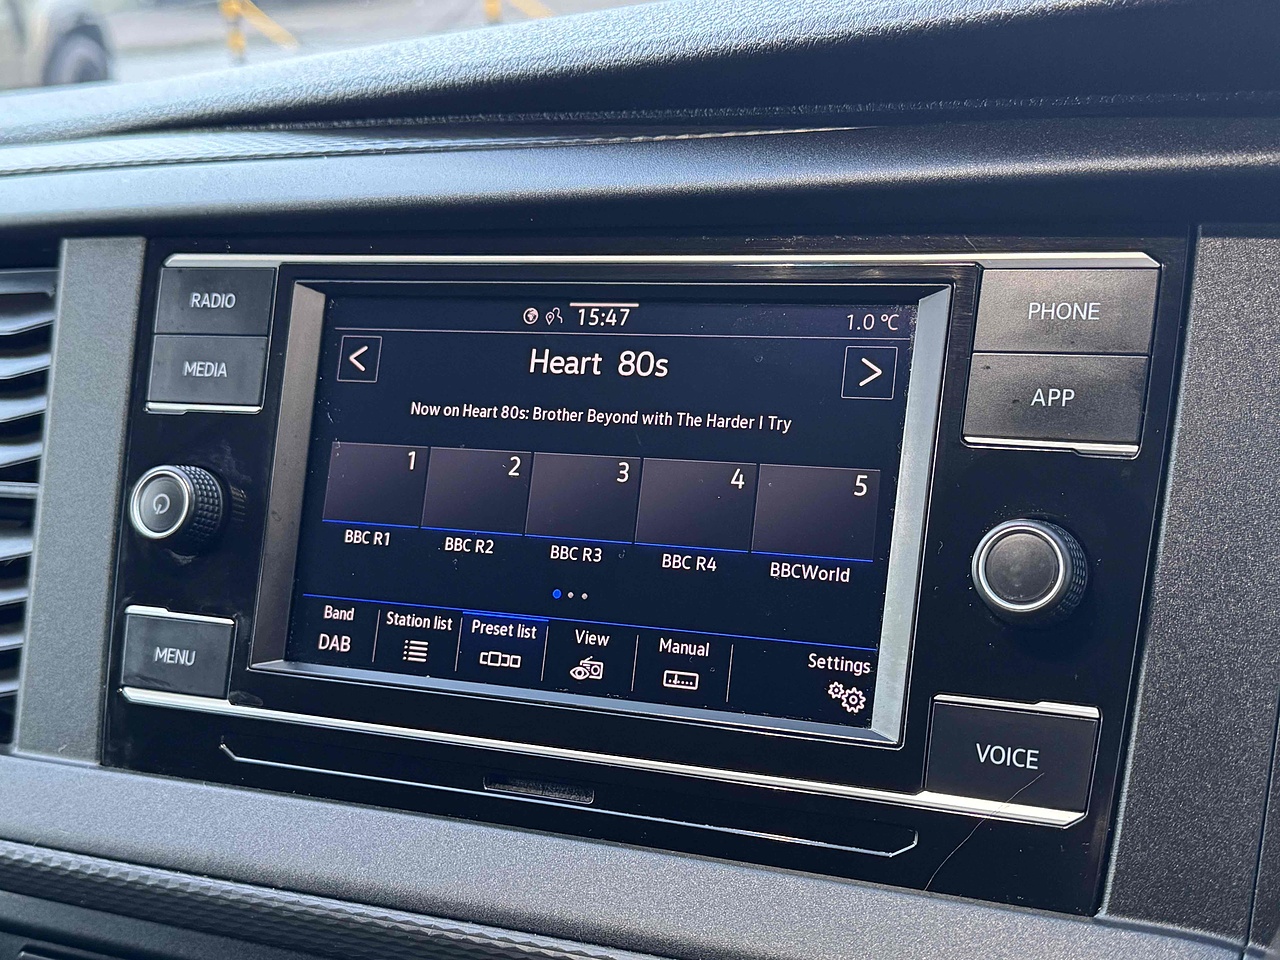 RADIO
MEDIA
MENU
15:47
1.0 °C
<
Heart 80s
>
Now on Heart 80s: Brother Beyond with The Harder I Try
1 2 3 4 5
BBC R1 BBC R2 BBC R3 BBC R4 BBCWorld
Band Station list Preset list View Manual Settings
DAB
PHONE
APP
VOICE